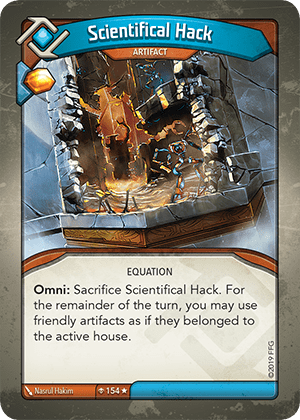 Scientifical Hack
ARTIFACT
EQUATION
Omni: Sacrifice Scientifical Hack. For
the remainder of the turn, you may use
friendly artifacts as if they belonged to
the active house.
Nasrul Hakim
154
©2019 FFG